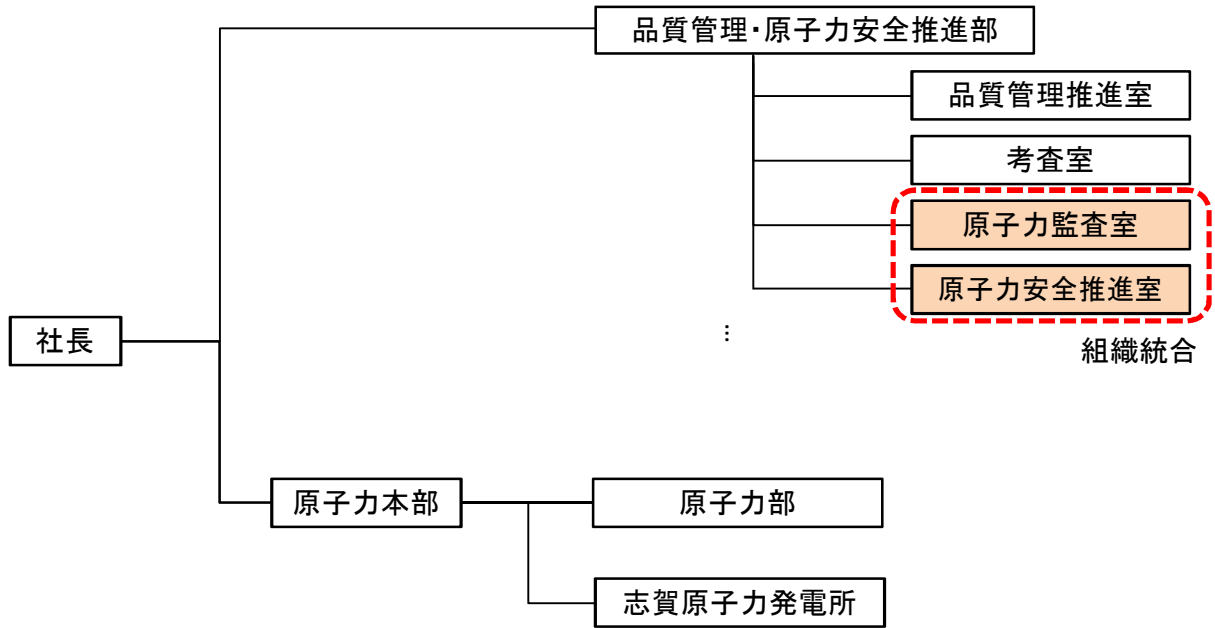 品質管理・原子力安全推進部
品質管理推進室
考査室
原子力監査室
原子力安全推進室
組織統合
…
社長
原子力本部
原子力部
志賀原子力発電所